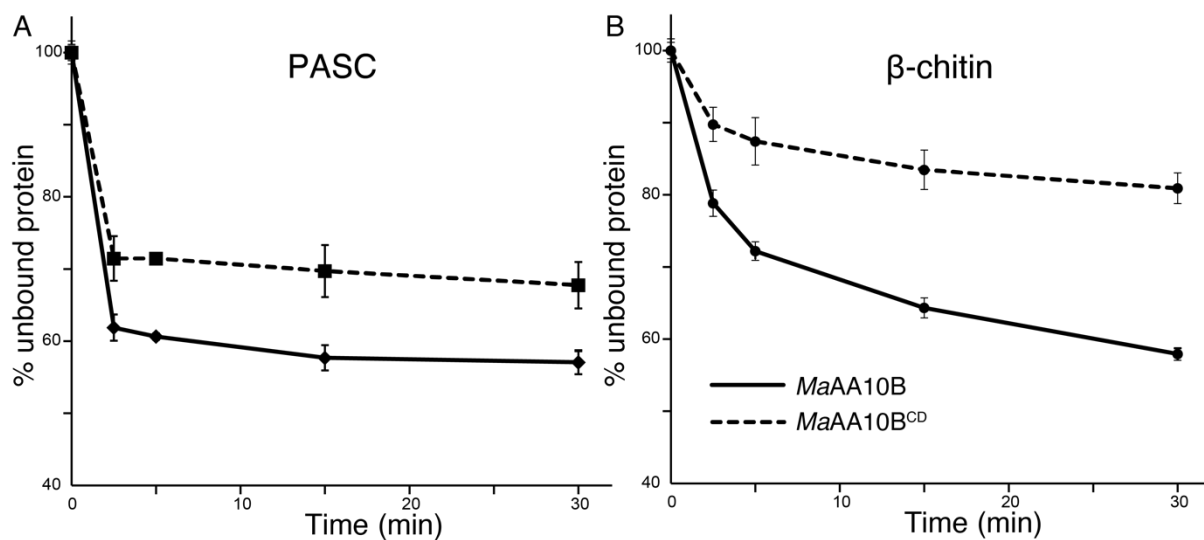 A
PASC
% unbound protein
100
80
60
40
0
10
20
30
Time (min)
B
β-chitin
% unbound protein
100
80
60
40
MaAA10B
MaAA10B^CD
0
10
20
30
Time (min)